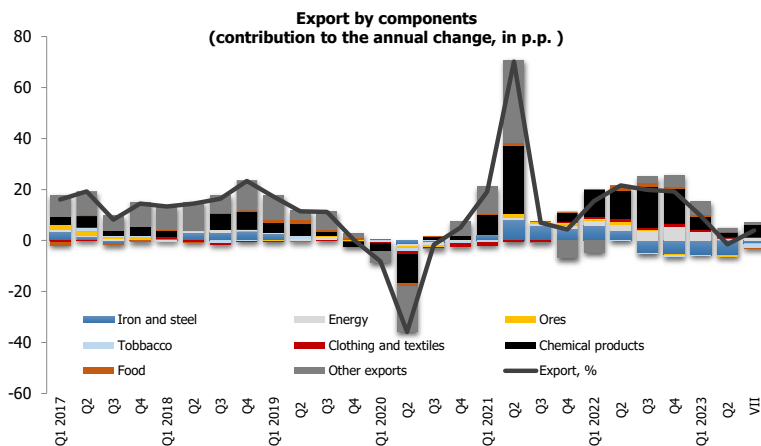 Export by components
(contribution to the annual change, in p.p. )
80
60
40
20
0
-20
-40
-60
Iron and steel
Energy
Ores
Tobbacco
Clothing and textiles
Chemical products
Food
Other exports
Export, %
Q1 2017
Q2
Q3
Q4
Q1 2018
Q2
Q3
Q4
Q1 2019
Q2
Q3
Q4
Q1 2020
Q2
Q3
Q4
Q1 2021
Q2
Q3
Q4
Q1 2022
Q2
Q3
Q4
Q1 2023
Q2
VII